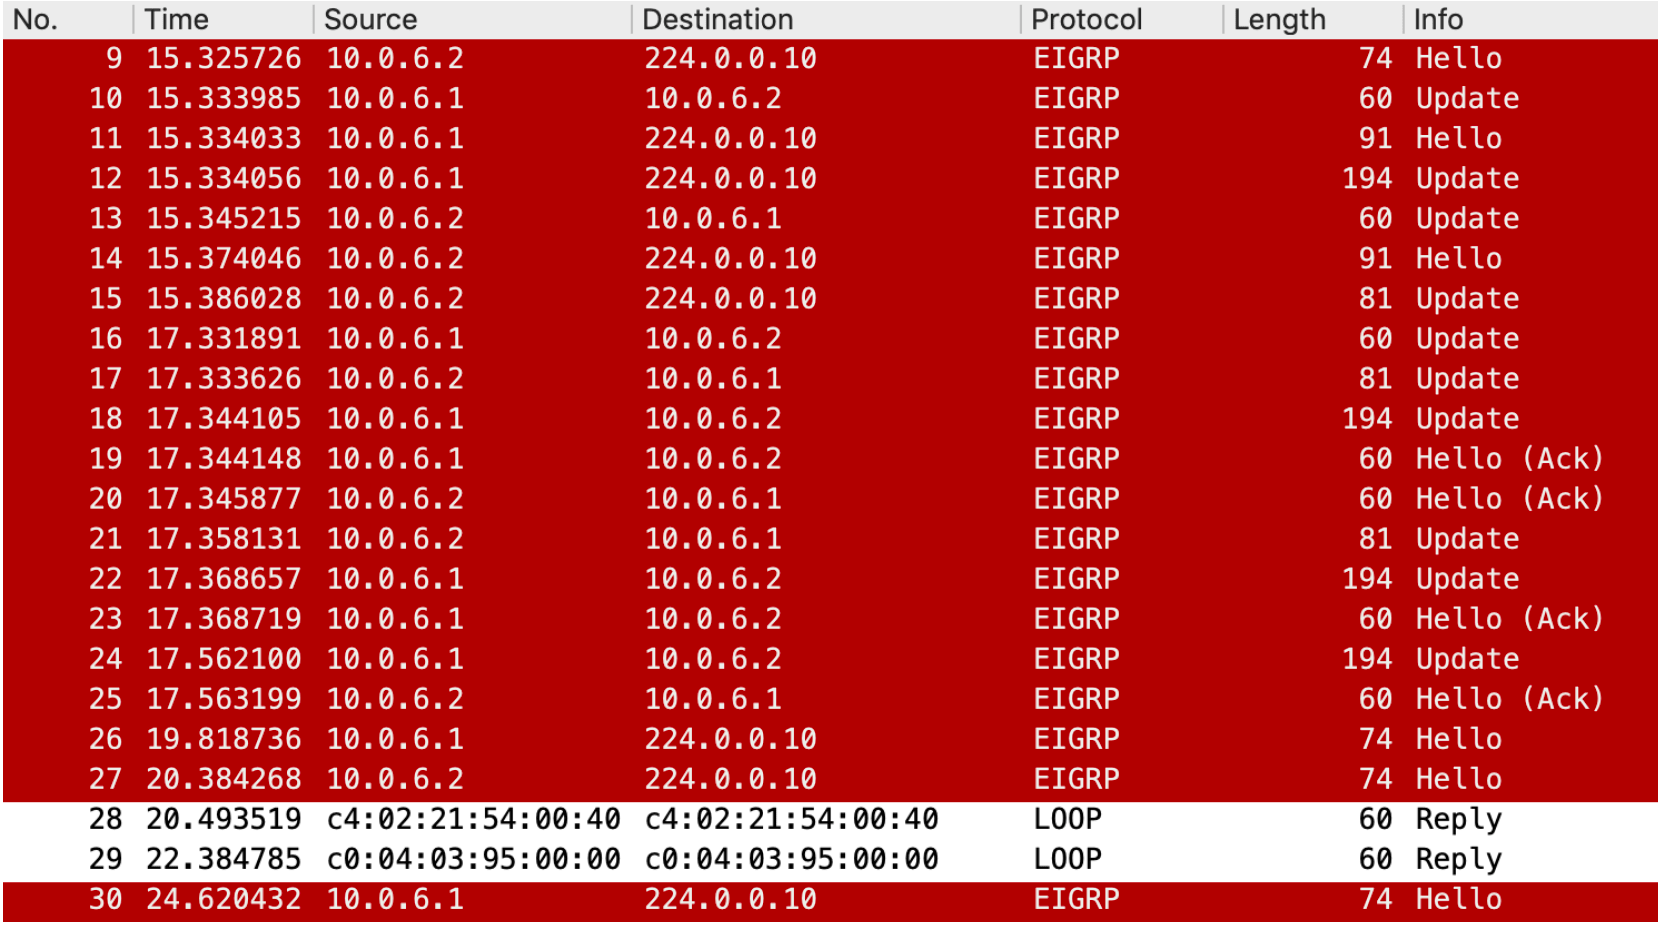 No. Time Source Destination Protocol Length Info
9 15.325726 10.0.6.2 224.0.0.10 EIGRP 74 Hello
10 15.333985 10.0.6.1 10.0.6.2 EIGRP 60 Update
11 15.334033 10.0.6.1 224.0.0.10 EIGRP 91 Hello
12 15.334056 10.0.6.1 224.0.0.10 EIGRP 194 Update
13 15.345215 10.0.6.2 10.0.6.1 EIGRP 60 Update
14 15.374046 10.0.6.2 224.0.0.10 EIGRP 91 Hello
15 15.386028 10.0.6.2 224.0.0.10 EIGRP 81 Update
16 17.331891 10.0.6.1 10.0.6.2 EIGRP 60 Update
17 17.333626 10.0.6.2 10.0.6.1 EIGRP 81 Update
18 17.344105 10.0.6.1 10.0.6.2 EIGRP 194 Update
19 17.344148 10.0.6.1 10.0.6.2 EIGRP 60 Hello (Ack)
20 17.345877 10.0.6.2 10.0.6.1 EIGRP 60 Hello (Ack)
21 17.358131 10.0.6.2 10.0.6.1 EIGRP 81 Update
22 17.368657 10.0.6.1 10.0.6.2 EIGRP 194 Update
23 17.368719 10.0.6.1 10.0.6.2 EIGRP 60 Hello (Ack)
24 17.562100 10.0.6.1 10.0.6.2 EIGRP 194 Update
25 17.563199 10.0.6.2 10.0.6.1 EIGRP 60 Hello (Ack)
26 19.818736 10.0.6.1 224.0.0.10 EIGRP 74 Hello
27 20.384268 10.0.6.2 224.0.0.10 EIGRP 74 Hello
28 20.493519 c4:02:21:54:00:40 c4:02:21:54:00:40 LOOP 60 Reply
29 22.384785 c0:04:03:95:00:00 c0:04:03:95:00:00 LOOP 60 Reply
30 24.620432 10.0.6.1 224.0.0.10 EIGRP 74 Hello